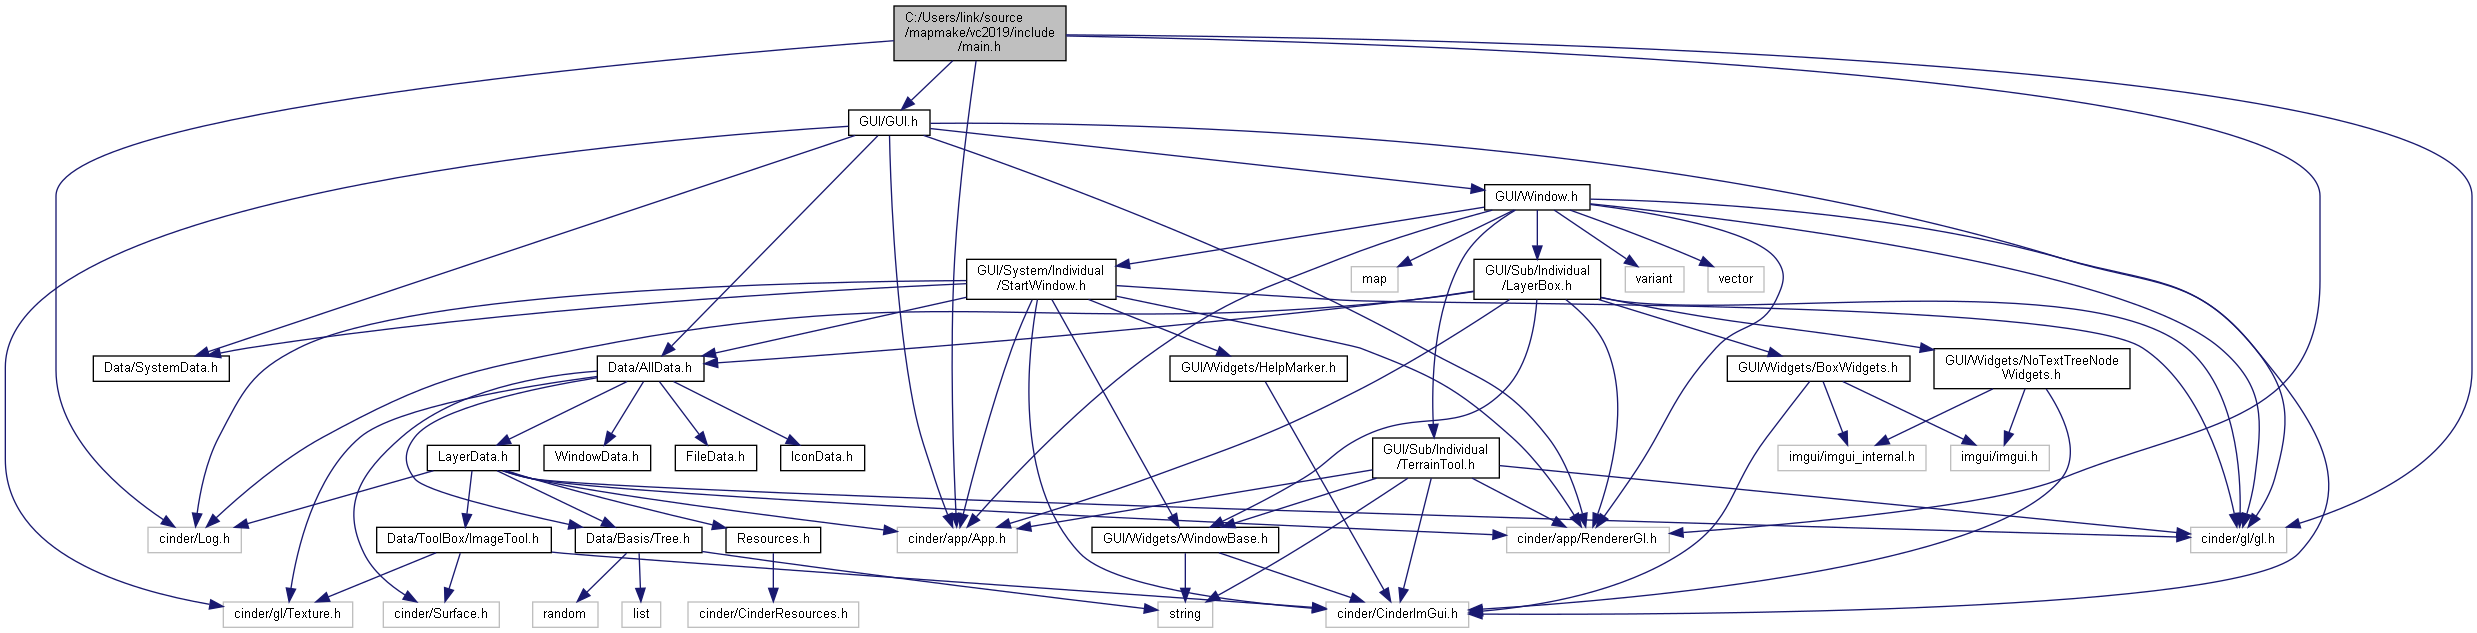 C:/Users/link/source
/mapmake/vc2019/include
/main.h
GUI/GUI.h
GUI/Window.h
GUI/System/Individual
/StartWindow.h
map
GUI/Sub/Individual
/LayerBox.h
variant
vector
Data/SystemData.h
Data/AllData.h
GUI/Widgets/HelpMarker.h
GUI/Widgets/BoxWidgets.h
GUI/Widgets/NoTextTreeNode
Widgets.h
LayerData.h
WindowData.h
FileData.h
IconData.h
GUI/Sub/Individual
/TerrainTool.h
imgui/imgui_internal.h
imgui/imgui.h
cinder/Log.h
Data/ToolBox/ImageTool.h
Data/Basis/Tree.h
Resources.h
cinder/app/App.h
GUI/Widgets/WindowBase.h
cinder/app/RendererGl.h
cinder/gl/gl.h
cinder/gl/Texture.h
cinder/Surface.h
random
list
cinder/CinderResources.h
string
cinder/CinderImGui.h